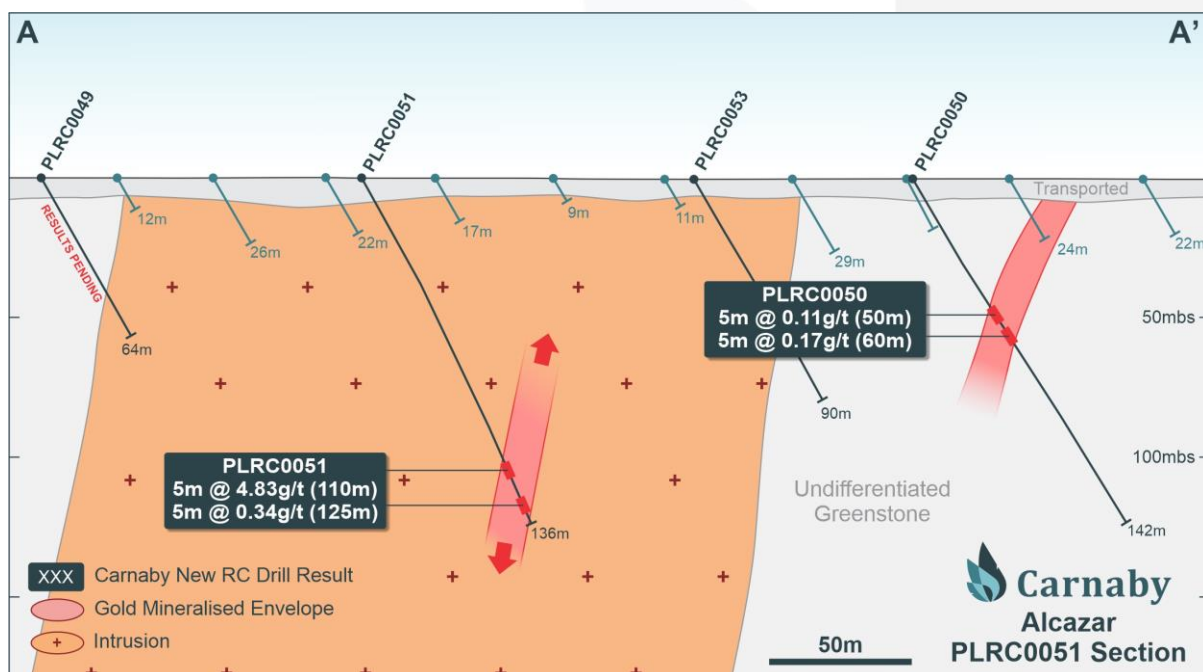 A
A’
PLRC0049
PLRC0051
PLRC0053
PLRC0050
Transported
RESULTS PENDING
12m
26m
22m
17m
9m
11m
29m
24m
22m
64m
PLRC0050
5m @ 0.11g/t (50m)
5m @ 0.17g/t (60m)
50mbs
90m
100mbs
PLRC0051
5m @ 4.83g/t (110m)
5m @ 0.34g/t (125m)
136m
Undifferentiated
Greenstone
142m
XXX Carnaby New RC Drill Result
Gold Mineralised Envelope
+ Intrusion
50m
Carnaby
Alcazar
PLRC0051 Section